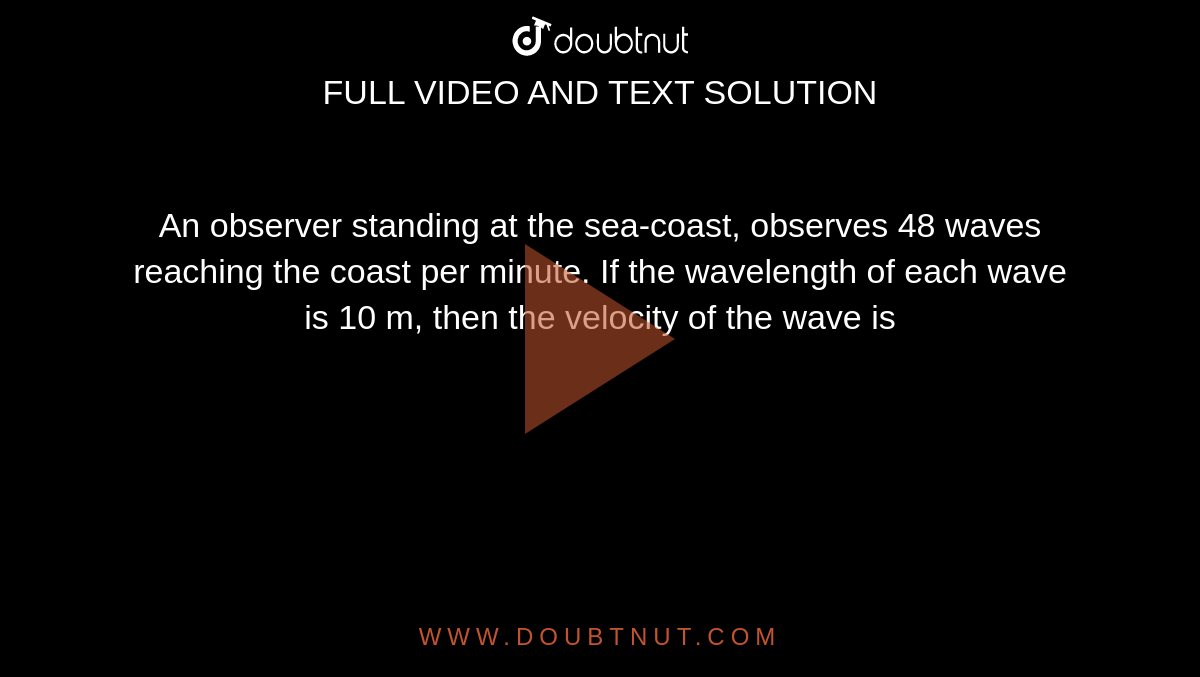 doubtnut
FULL VIDEO AND TEXT SOLUTION
An observer standing at the sea-coast, observes 48 waves
reaching the coast per minute. If the wavelength of each wave
is 10 m, then the velocity of the wave is
WWW.DOUBTNUT.COM